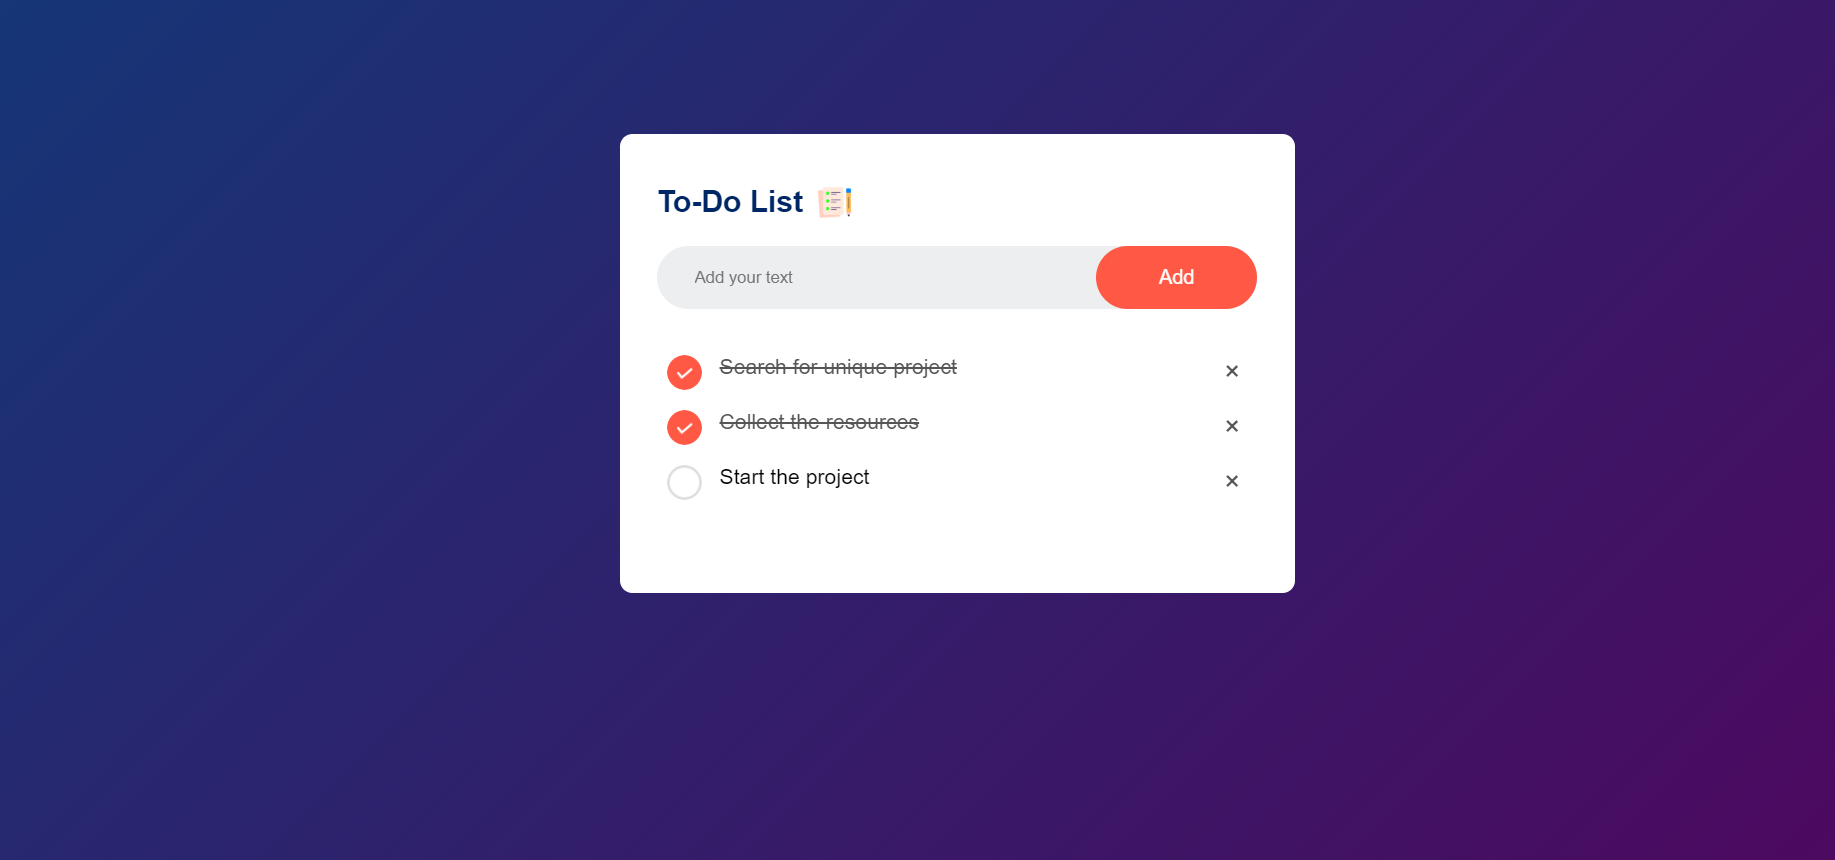 To-Do List
Add your text
Add
Search for unique project
Collect the resources
Start the project